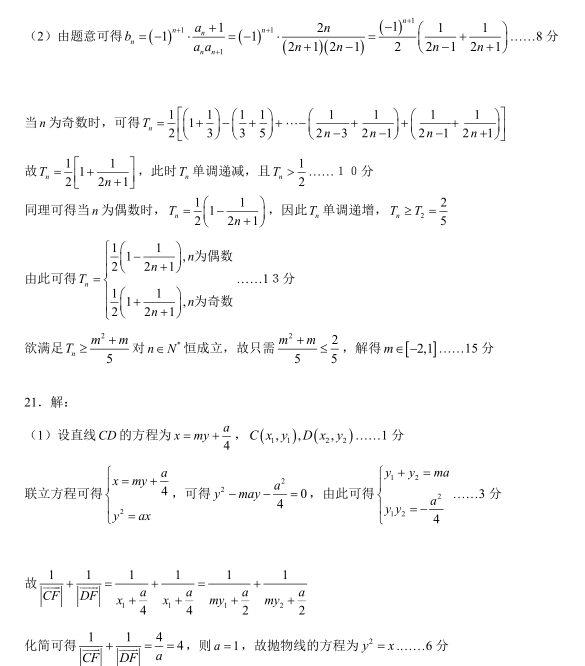 （2）由题意可得 $b_n=(-1)^{n+1}\cdot\frac{a_n+1}{a_na_{n+1}}=(-1)^{n+1}\cdot\frac{2n}{(2n+1)(2n-1)}=\frac{(-1)^{n+1}}{2}\left(\frac{1}{2n-1}+\frac{1}{2n+1}\right)$……8 分
当 $n$ 为奇数时，可得 $T_n=\frac{1}{2}\left[\left(1+\frac{1}{3}\right)-\left(\frac{1}{3}+\frac{1}{5}\right)+\cdots-\left(\frac{1}{2n-3}+\frac{1}{2n-1}\right)+\left(\frac{1}{2n-1}+\frac{1}{2n+1}\right)\right]$
故 $T_n=\frac{1}{2}\left[1+\frac{1}{2n+1}\right]$，此时 $T_n$ 单调递减，且 $T_n>\frac{1}{2}$……１０分
同理可得当 $n$ 为偶数时，$T_n=\frac{1}{2}\left(1-\frac{1}{2n+1}\right)$，因此 $T_n$ 单调递增，$T_n\geq T_2=\frac{2}{5}$
由此可得 $T_n=\begin{cases}\frac{1}{2}\left(1-\frac{1}{2n+1}\right),n为偶数\\\frac{1}{2}\left(1+\frac{1}{2n+1}\right),n为奇数\end{cases}$……1３分
欲满足 $T_n\geq\frac{m^2+m}{5}$ 对 $n\in N^*$ 恒成立，故只需 $\frac{m^2+m}{5}\leq\frac{2}{5}$，解得 $m\in[-2,1]$……15 分
21．解：
（1）设直线 $CD$ 的方程为 $x=my+\frac{a}{4}$，$C(x_1,y_1),D(x_2,y_2)$……1 分
联立方程可得 $\begin{cases}x=my+\frac{a}{4}\\y^2=ax\end{cases}$，可得 $y^2-may-\frac{a^2}{4}=0$，由此可得 $\begin{cases}y_1+y_2=ma\\y_1y_2=-\frac{a^2}{4}\end{cases}$……3 分
故 $\frac{1}{|\overline{CF}|}+\frac{1}{|\overline{DF}|}=\frac{1}{x_1+\frac{a}{4}}+\frac{1}{x_1+\frac{a}{4}}=\frac{1}{my_1+\frac{a}{2}}+\frac{1}{my_2+\frac{a}{2}}$
化简可得 $\frac{1}{|\overline{CF}|}+\frac{1}{|\overline{DF}|}=\frac{4}{a}=4$，则 $a=1$，故抛物线的方程为 $y^2=x$……6 分